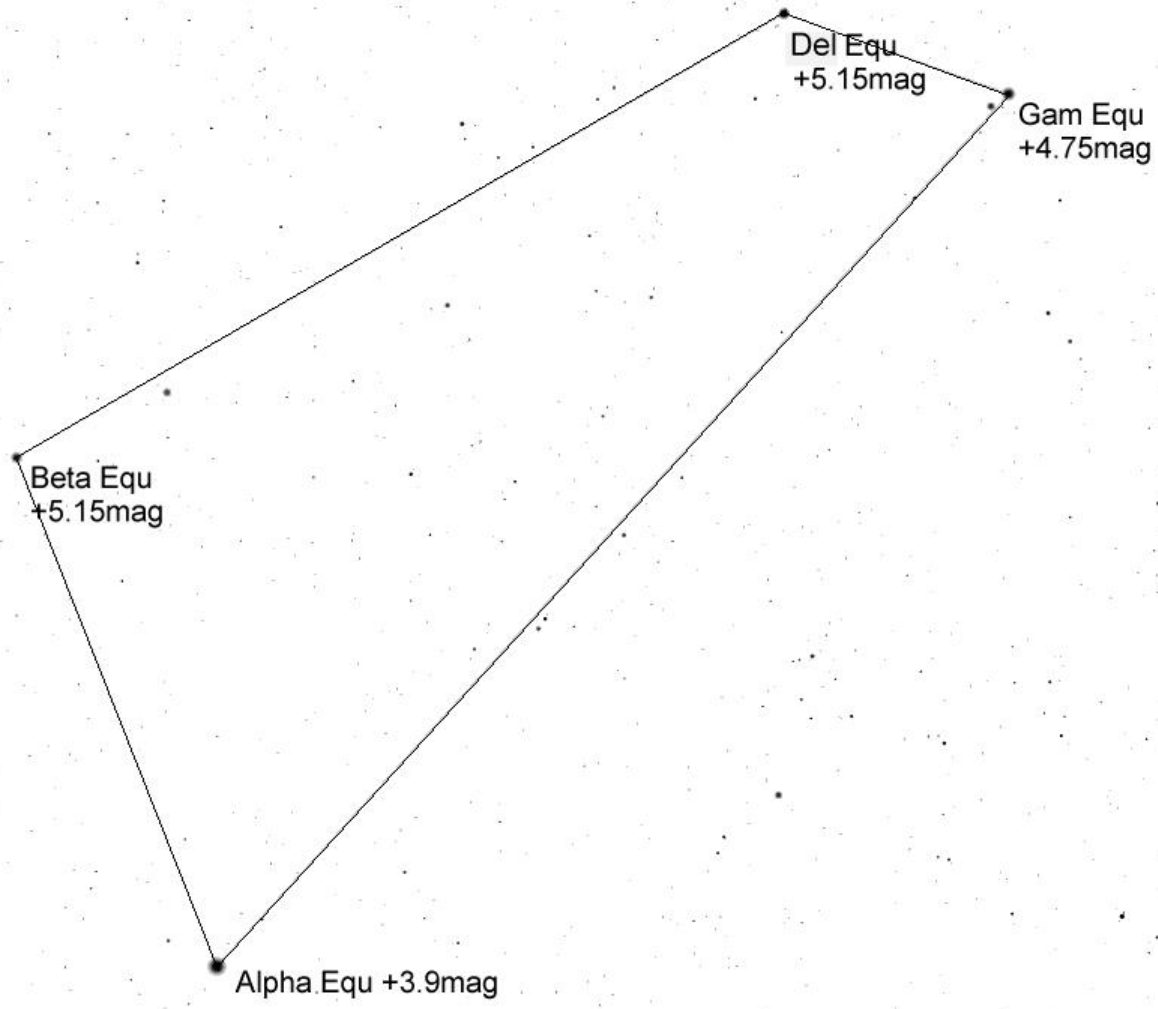 Del Equ
+5.15mag
Gam Equ
+4.75mag
Beta Equ
+5.15mag
Alpha Equ +3.9mag